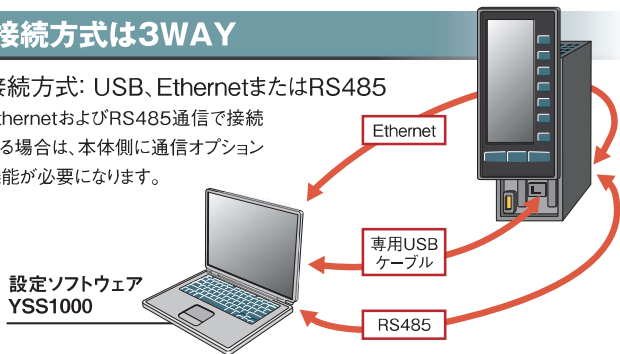 接続方式は3WAY
接続方式: USB、EthernetまたはRS485
thernetおよびRS485通信で接続
る場合は、本体側に通信オプション
能が必要になります。
Ethernet
専用USB
ケーブル
RS485
設定ソフトウェア
YSS1000